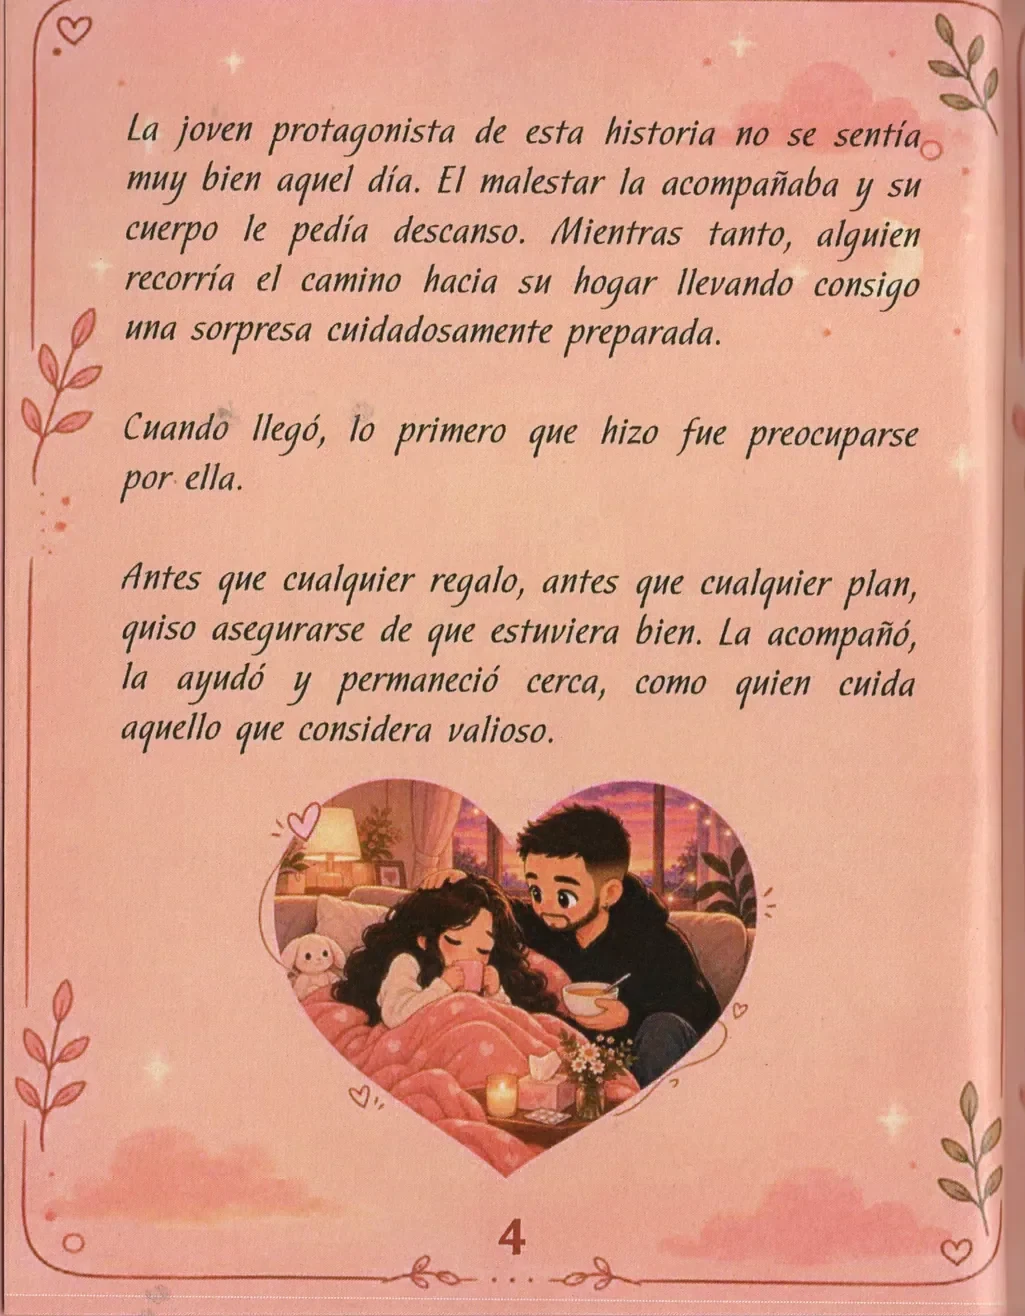 La joven protagonista de esta historia no se sentía
muy bien aquel día. El malestar la acompañaba y su
cuerpo le pedía descanso. Mientras tanto, alguien
recorría el camino hacia su hogar llevando consigo
una sorpresa cuidadosamente preparada.
Cuando llegó, lo primero que hizo fue preocuparse
por ella.
Antes que cualquier regalo, antes que cualquier plan,
quiso asegurarse de que estuviera bien. La acompañó,
la ayudó y permaneció cerca, como quien cuida
aquello que considera valioso.
4